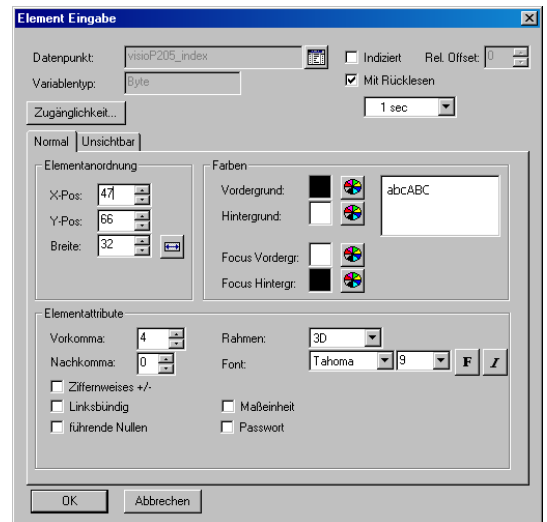 Element Eingabe
Datenpunkt: visioP205_index Indiziert Rel. Offset: 0
Variablentyp: Byte Mit Rücklesen
Zugänglichkeit... 1 sec
Normal Unsichtbar
Elementanordnung Farben
X-Pos: 47 Vordergrund: abcABC
Y-Pos: 66 Hintergrund:
Breite: 32
Focus Vordergr:
Focus Hintergr:
Elementattribute
Vorkomma: 4 Rahmen: 3D
Nachkomma: 0 Font: Tahoma 9 F I
Ziffernweises +/-
Linksbündig Maßeinheit
führende Nullen Passwort
OK Abbrechen